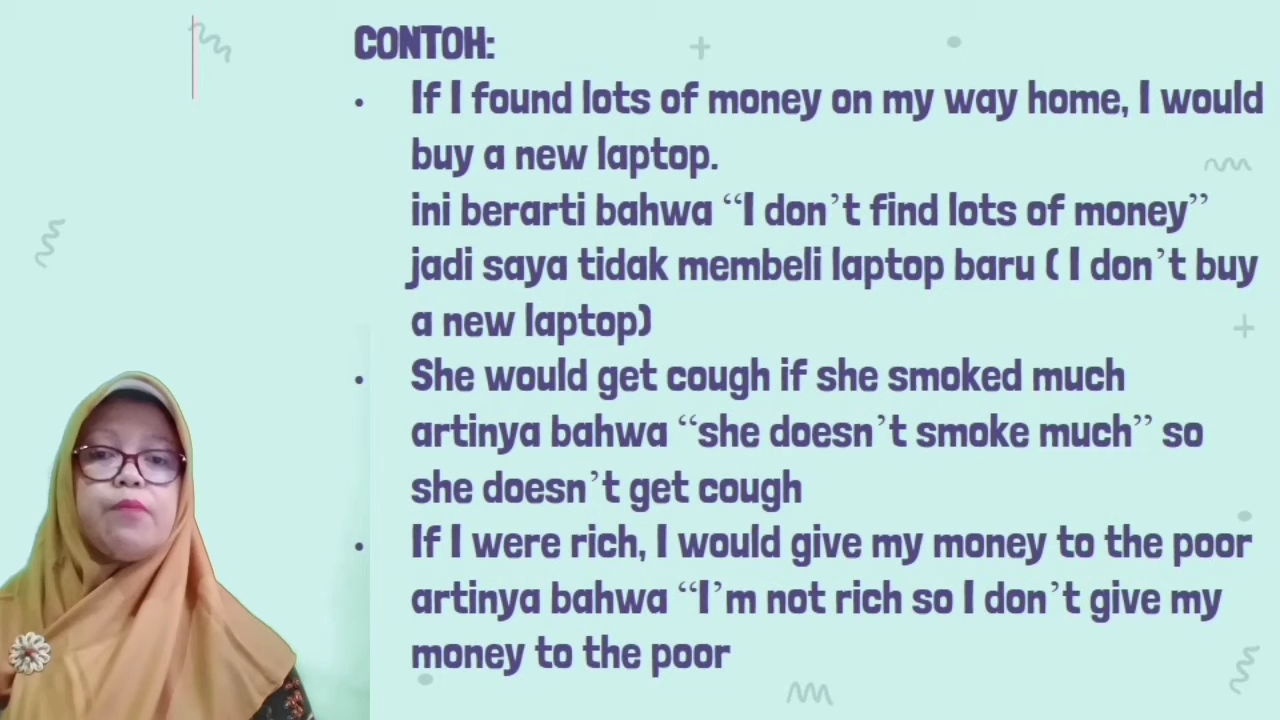 CONTOH:
• If I found lots of money on my way home, I would
buy a new laptop.
ini berarti bahwa “I don’t find lots of money”
jadi saya tidak membeli laptop baru ( I don’t buy
a new laptop)
• She would get cough if she smoked much
artinya bahwa “she doesn’t smoke much” so
she doesn’t get cough
• If I were rich, I would give my money to the poor
artinya bahwa “I’m not rich so I don’t give my
money to the poor